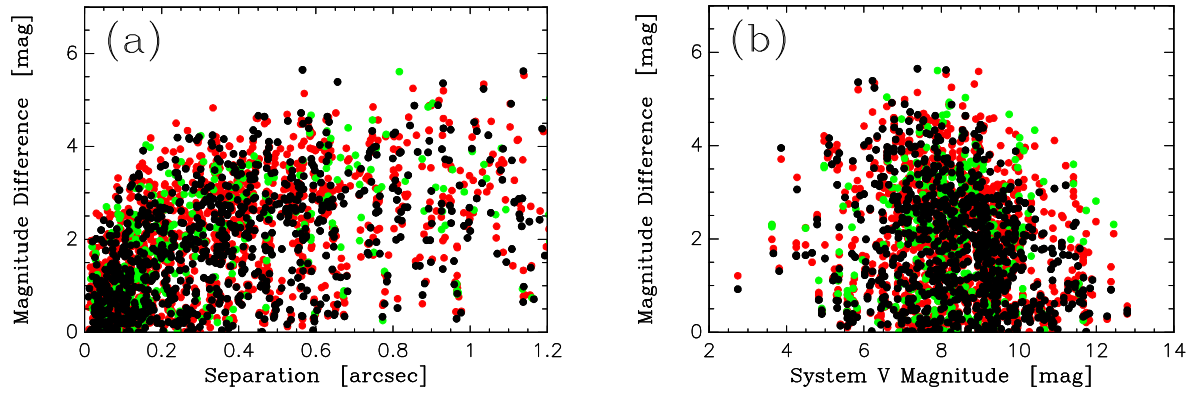 (a)
Magnitude Difference [mag]
6
4
2
0
0 0.2 0.4 0.6 0.8 1 1.2
Separation [arcsec]
(b)
Magnitude Difference [mag]
6
4
2
0
2 4 6 8 10 12 14
System V Magnitude [mag]